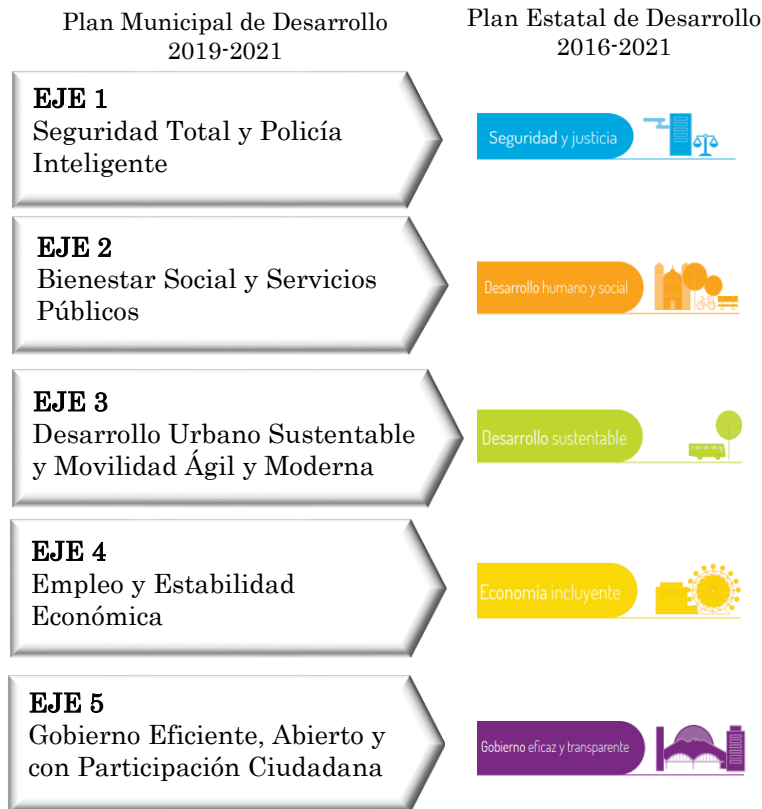 Plan Municipal de Desarrollo
2019-2021
Plan Estatal de Desarrollo
2016-2021
EJE 1
Seguridad Total y Policía
Inteligente
Seguridad y justicia
EJE 2
Bienestar Social y Servicios
Públicos
Desarrollo humano y social
EJE 3
Desarrollo Urbano Sustentable
y Movilidad Ágil y Moderna
Desarrollo sustentable
EJE 4
Empleo y Estabilidad
Económica
Economía incluyente
EJE 5
Gobierno Eficiente, Abierto y
con Participación Ciudadana
Gobierno eficaz y transparente